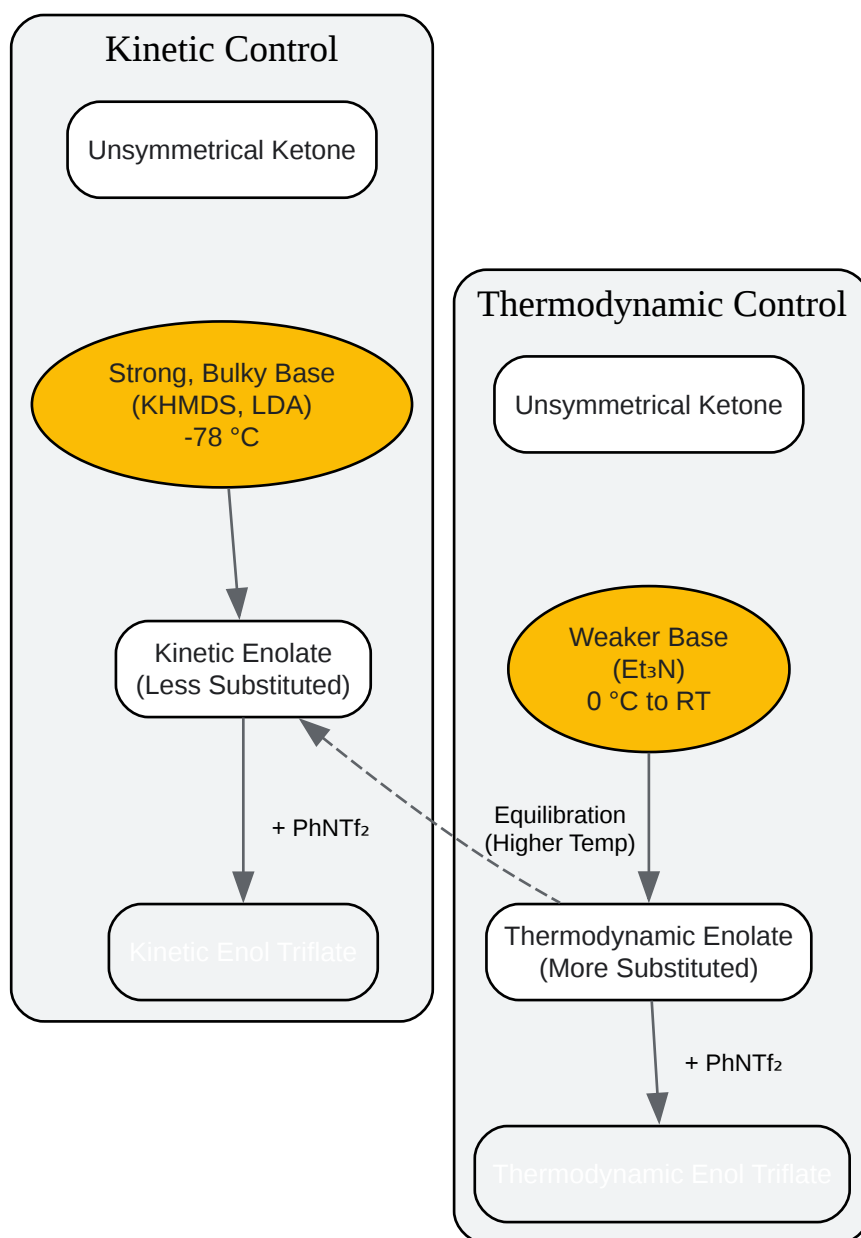 Kinetic Control
Unsymmetrical Ketone
Strong, Bulky Base
(KHMDS, LDA)
-78 °C
Kinetic Enolate
(Less Substituted)
+ PhNTf₂
Kinetic Enol Triflate
Thermodynamic Control
Unsymmetrical Ketone
Weaker Base
(Et₃N)
0 °C to RT
Equilibration
(Higher Temp)
Thermodynamic Enolate
(More Substituted)
+ PhNTf₂
Thermodynamic Enol Triflate